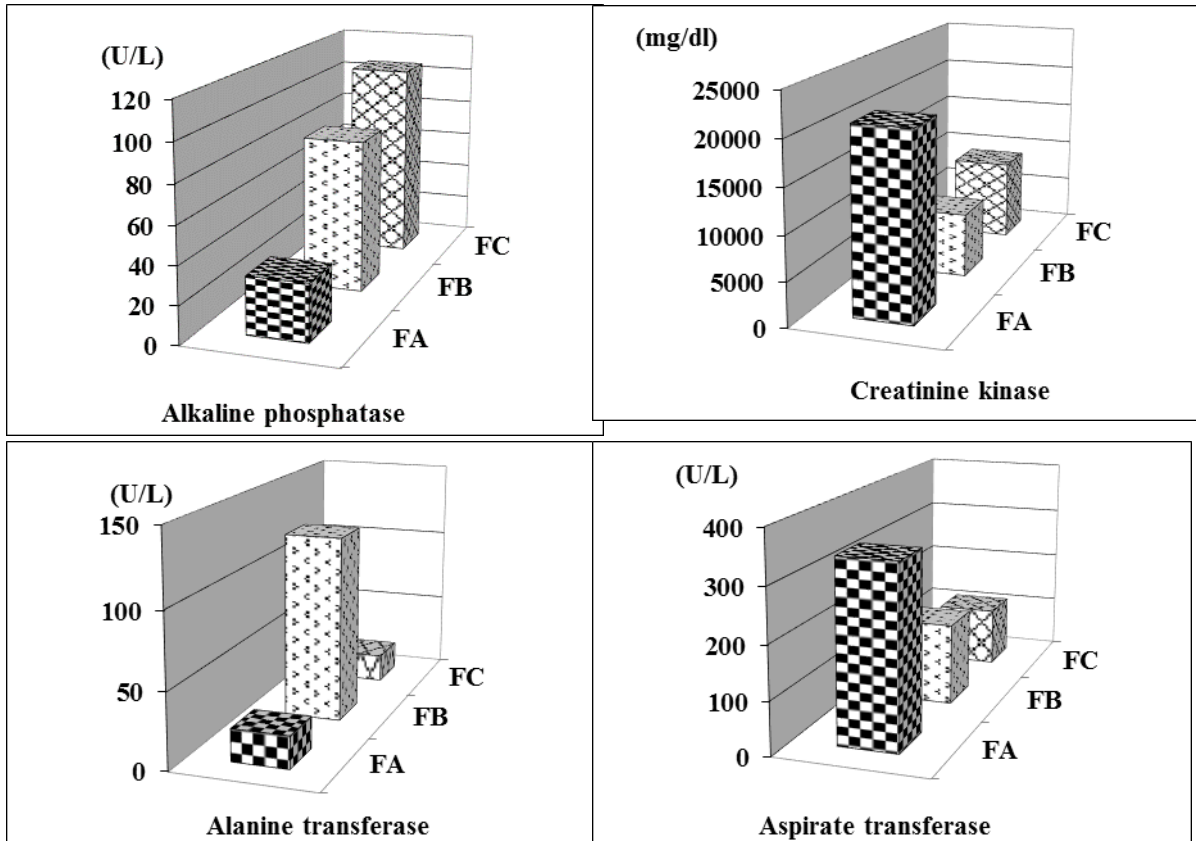 (U/L)
120
100
80
60
40
20
0
FC
FB
FA
Alkaline phosphatase
(mg/dl)
25000
20000
15000
10000
5000
0
FC
FB
FA
Creatinine kinase
(U/L)
150
100
50
0
FC
FB
FA
Alanine transferase
(U/L)
400
300
200
100
0
FC
FB
FA
Aspirate transferase